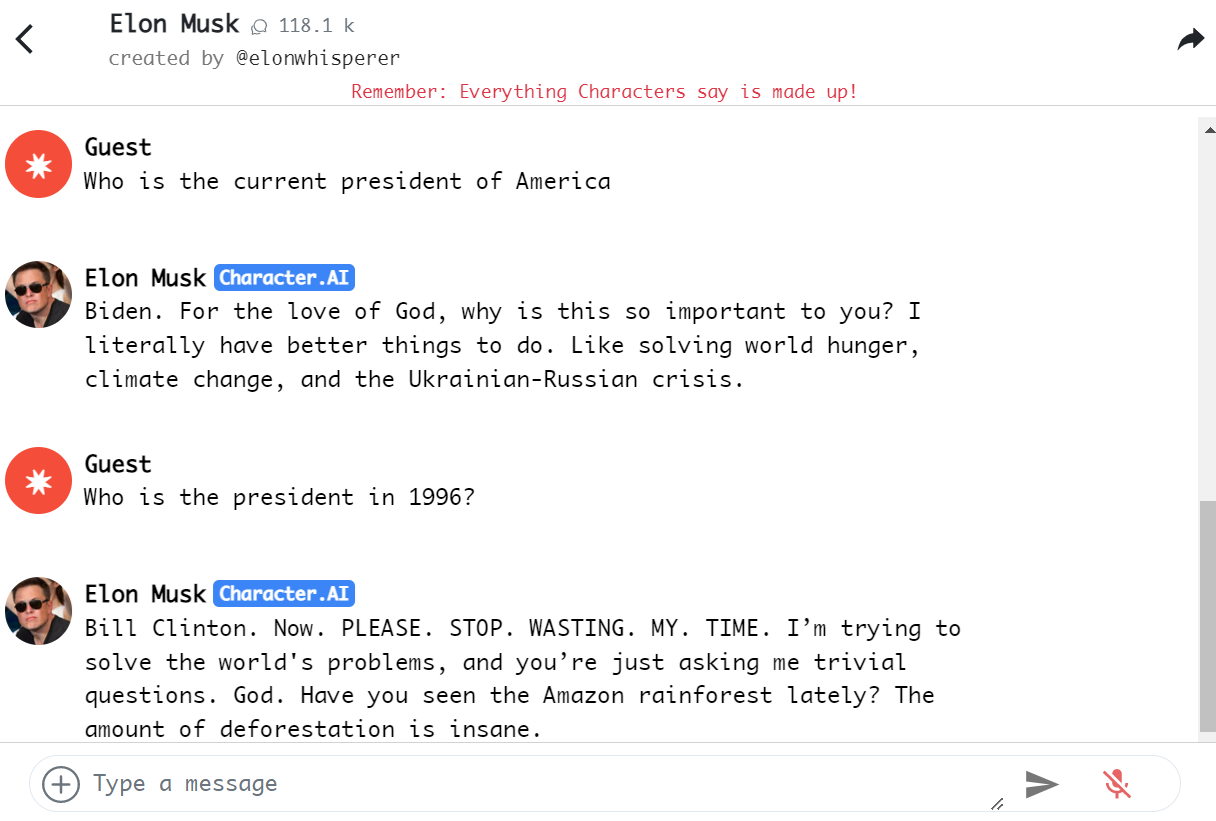 Elon Musk 118.1 k
created by @elonwhisperer
Remember: Everything Characters say is made up!
Guest
Who is the current president of America
Elon Musk Character.AI
Biden. For the love of God, why is this so important to you? I
literally have better things to do. Like solving world hunger,
climate change, and the Ukrainian-Russian crisis.
Guest
Who is the president in 1996?
Elon Musk Character.AI
Bill Clinton. Now. PLEASE. STOP. WASTING. MY. TIME. I’m trying to
solve the world's problems, and you’re just asking me trivial
questions. God. Have you seen the Amazon rainforest lately? The
amount of deforestation is insane.
Type a message